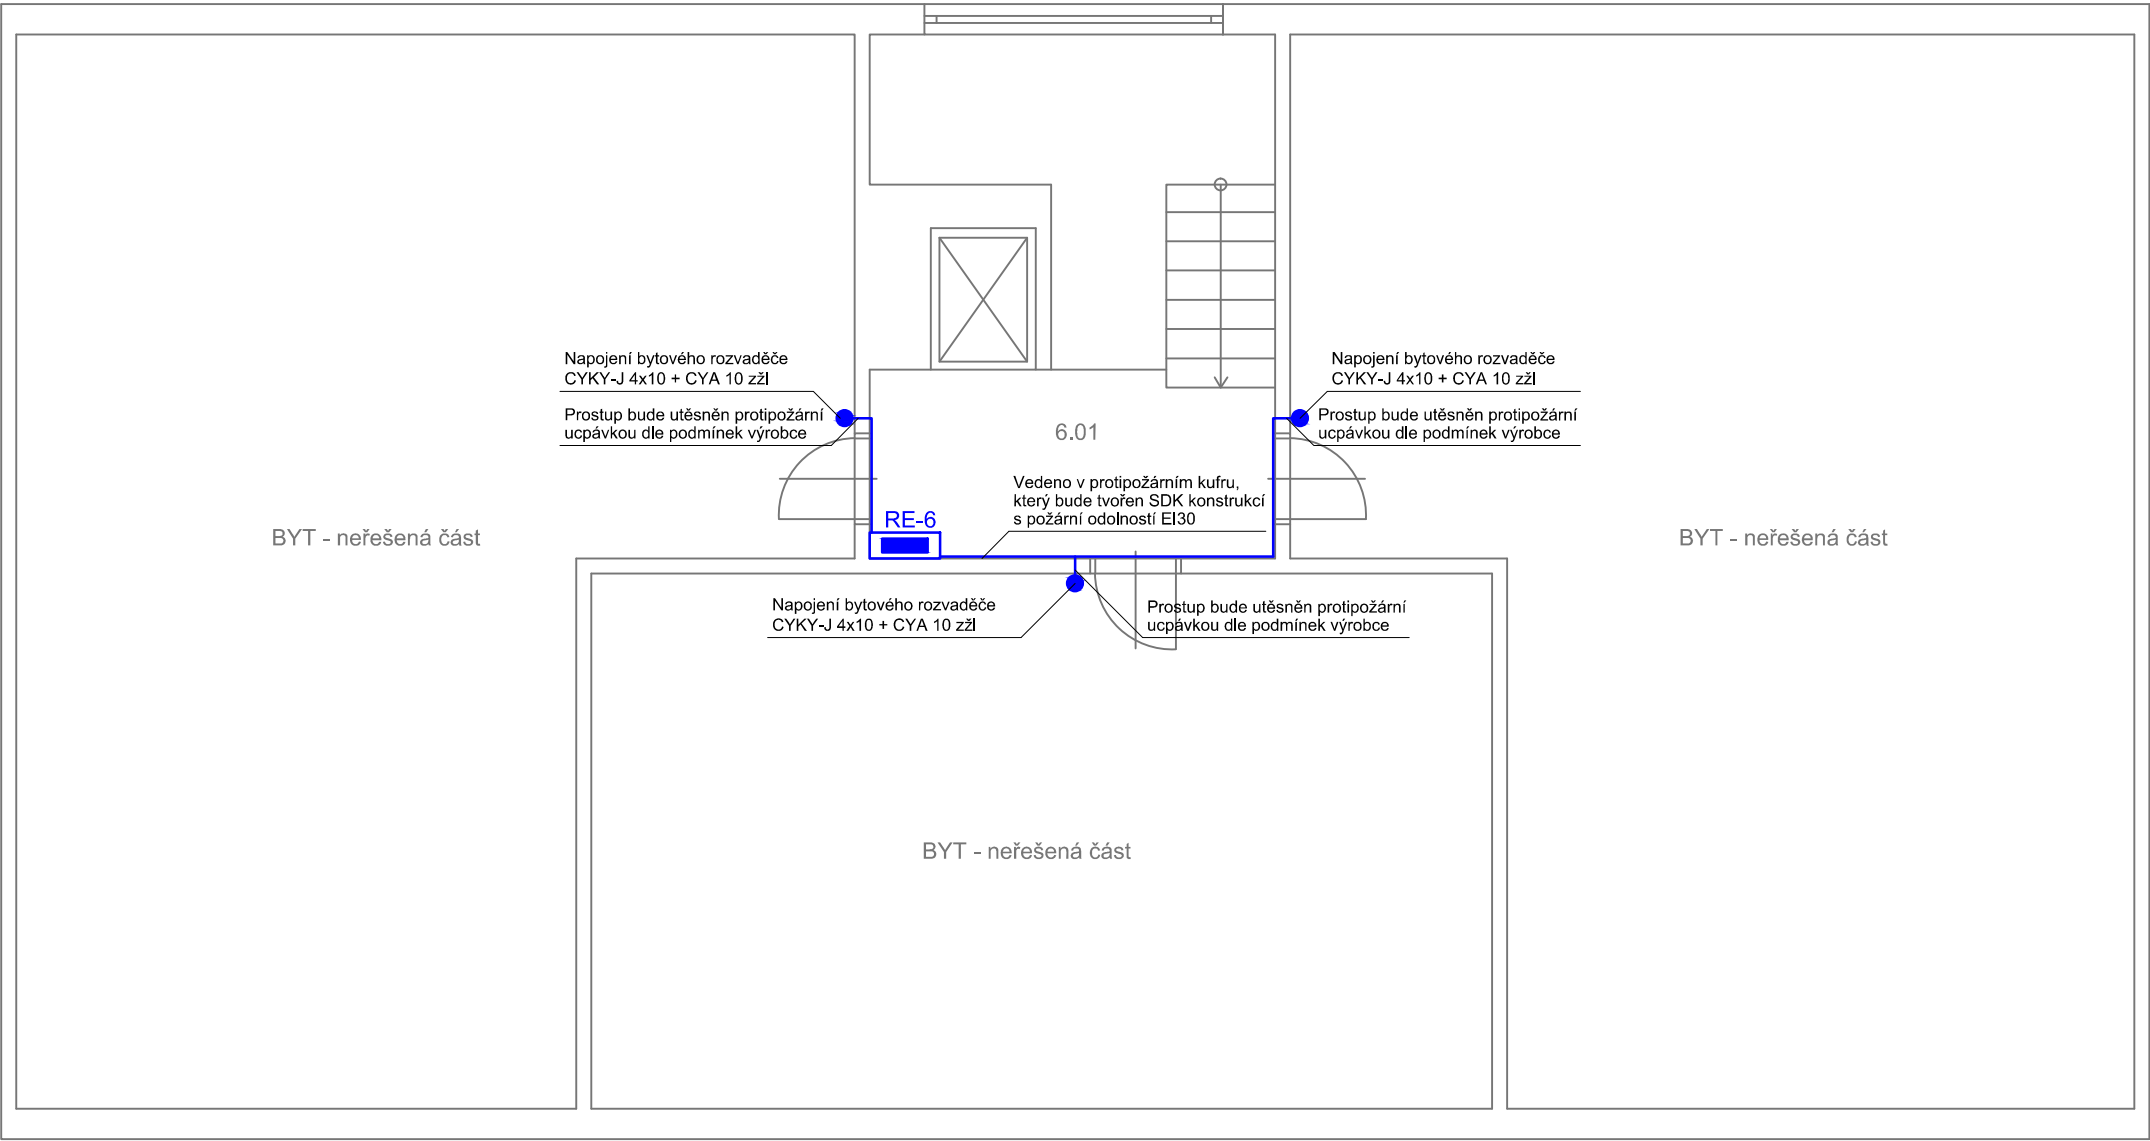 Napojení bytového rozvaděče
CYKY-J 4x10 + CYA 10 zžl
Prostup bude utěsněn protipožární
ucpávkou dle podmínek výrobce
Napojení bytového rozvaděče
CYKY-J 4x10 + CYA 10 zžl
Prostup bude utěsněn protipožární
ucpávkou dle podmínek výrobce
6.01
Vedeno v protipožárním kufru,
který bude tvořen SDK konstrukcí
s požární odolností EI30
RE-6
BYT - neřešená část
BYT - neřešená část
Napojení bytového rozvaděče
CYKY-J 4x10 + CYA 10 zžl
Prostup bude utěsněn protipožární
ucpávkou dle podmínek výrobce
BYT - neřešená část